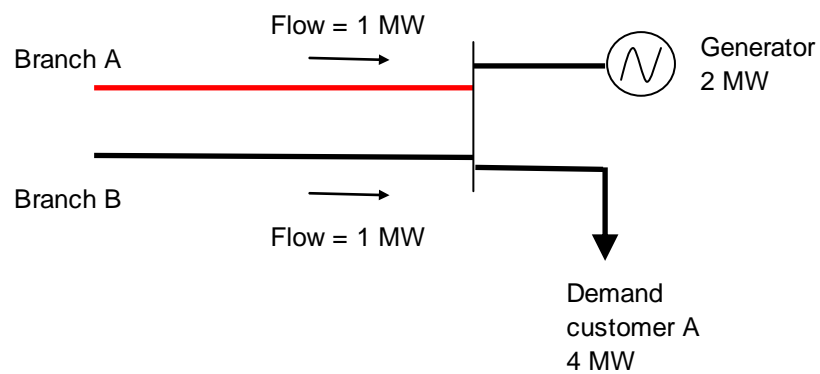 Flow = 1 MW
Branch A
Generator
2 MW
Branch B
Flow = 1 MW
Demand
customer A
4 MW